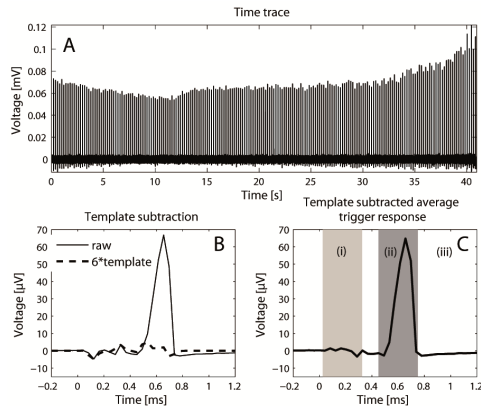 Time trace
A
Voltage [mV]
0.12
0.1
0.08
0.06
0.04
0.02
0
0 5 10 15 20 25 30 35 40
Time [s]
Template subtraction
B
raw
6*template
Voltage [µV]
70
60
50
40
30
20
10
0
−10
−0.2 0 0.2 0.4 0.6 0.8 1 1.2
Time [ms]
Template subtracted average
trigger response
C
(i) (ii) (iii)
Voltage [µV]
70
60
50
40
30
20
10
0
−10
−0.2 0 0.2 0.4 0.6 0.8 1 1.2
Time [ms]